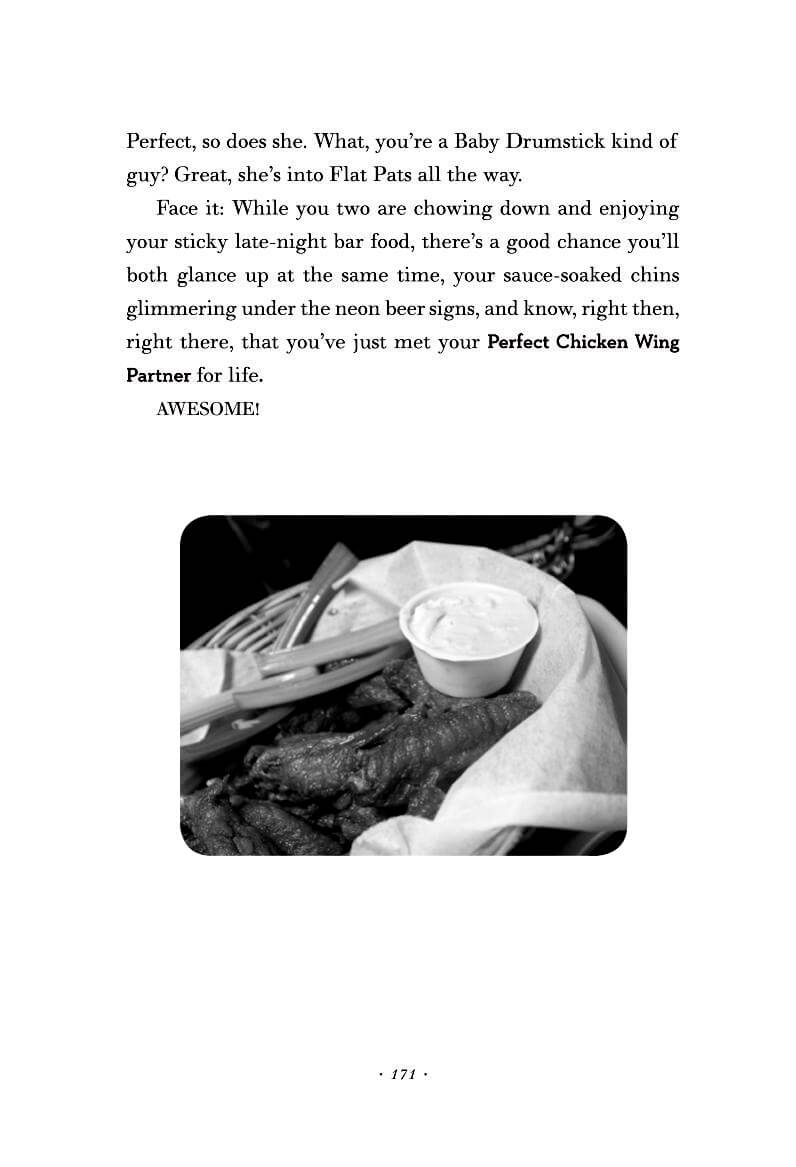 Perfect, so does she. What, you’re a Baby Drumstick kind of
guy? Great, she’s into Flat Pats all the way.
Face it: While you two are chowing down and enjoying
your sticky late-night bar food, there’s a good chance you’ll
both glance up at the same time, your sauce-soaked chins
glimmering under the neon beer signs, and know, right then,
right there, that you’ve just met your Perfect Chicken Wing
Partner for life.
AWESOME!
· 171 ·